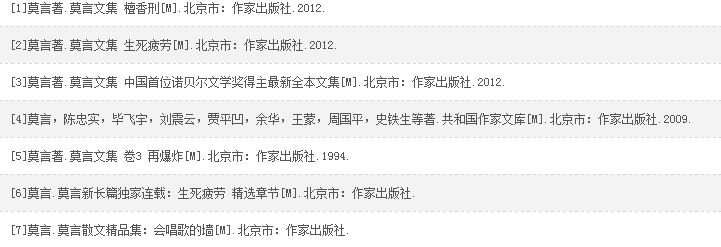 [1]莫言著.莫言文集 檀香刑[M].北京市: 作家出版社.2012.
[2]莫言著.莫言文集 生死疲劳[M].北京市: 作家出版社.2012.
[3]莫言著.莫言文集 中国首位诺贝尔文学奖得主最新全本文集[M].北京市: 作家出版社.2012.
[4]莫言，陈忠实，毕飞宇，刘震云，贾平凹，余华，王蒙，周国平，史铁生等著.共和国作家文库[M].北京市: 作家出版社.2009.
[5]莫言著.莫言文集 卷3 再爆炸[M].北京市: 作家出版社.1994.
[6]莫言.莫言新长篇独家连载: 生死疲劳 精选章节[M].北京市: 作家出版社.
[7]莫言.莫言散文精品集: 会唱歌的墙[M].北京市: 作家出版社.